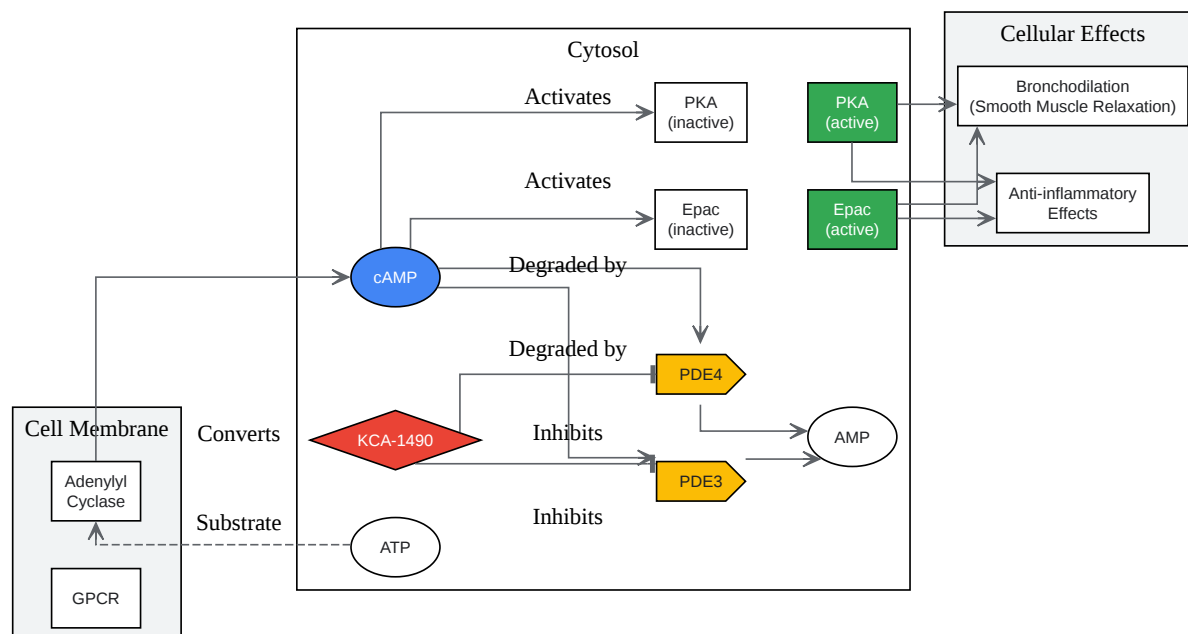 Cellular Effects
Cytosol
Bronchodilation
(Smooth Muscle Relaxation)
Activates
PKA
(inactive)
PKA
(active)
Activates
Epac
(inactive)
Epac
(active)
Anti-inflammatory
Effects
Degraded by
cAMP
Degraded by
PDE4
Cell Membrane
Converts
KCA-1490
Inhibits
AMP
Adenylyl
Cyclase
PDE3
Substrate
Inhibits
ATP
GPCR